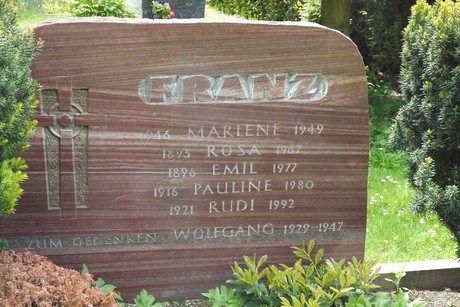 FRANZ
1946 MARLENE 1949
1895 ROSA 1967
1896 EMIL 1977
1916 PAULINE 1980
1921 RUDI 1992
ZUM GEDENKEN WOLFGANG 1929-1947